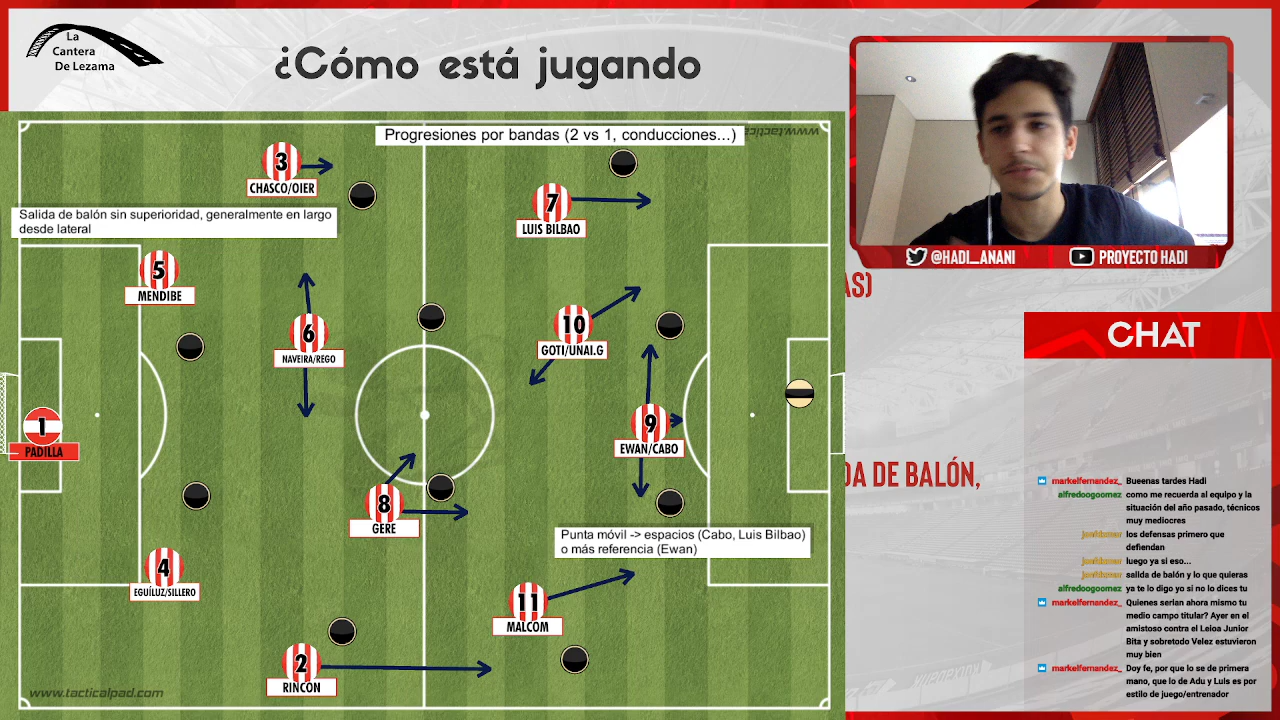 La
Cantera
De Lezama
¿Cómo está jugando
Progresiones por bandas (2 vs 1, conducciones...)
3
CHASCO/OIER
Salida de balón sin superioridad, generalmente en largo
desde lateral
7
LUIS BILBAO
5
MENDIBE
6
NAVEIRA/REGO
10
GOTI/UNAI.G
1
PADILLA
9
EWAN/CABO
8
GERE
Punta móvil -> espacios (Cabo, Luis Bilbao)
o más referencia (Ewan)
4
EGUÍLUZ/SILLERO
11
MALCOM
2
RINCÓN
www.tacticalpad.com
@HADI_ANANI
PROYECTO HADI
AS)
DA DE BALÓN,
CHAT
markelfernandez_ Bueenas tardes Hadi
alfredoogoomez como me recuerda al equipo y la
situación del año pasado, técnicos
muy mediocres
los defensas primero que
defiendan
luego ya si eso...
salida de balón y lo que quieras
alfredoogoomez ya te lo digo yo si no lo dices tu
markelfernandez_ Quienes serían ahora mismo tu
medio campo titular? Ayer en el
amistoso contra el Leioa Junior
Bita y sobretodo Velez estuvieron
muy bien
markelfernandez_ Doy fe, por que lo se de primera
mano, que lo de Adu y Luis es por
estilo de juego/entrenador